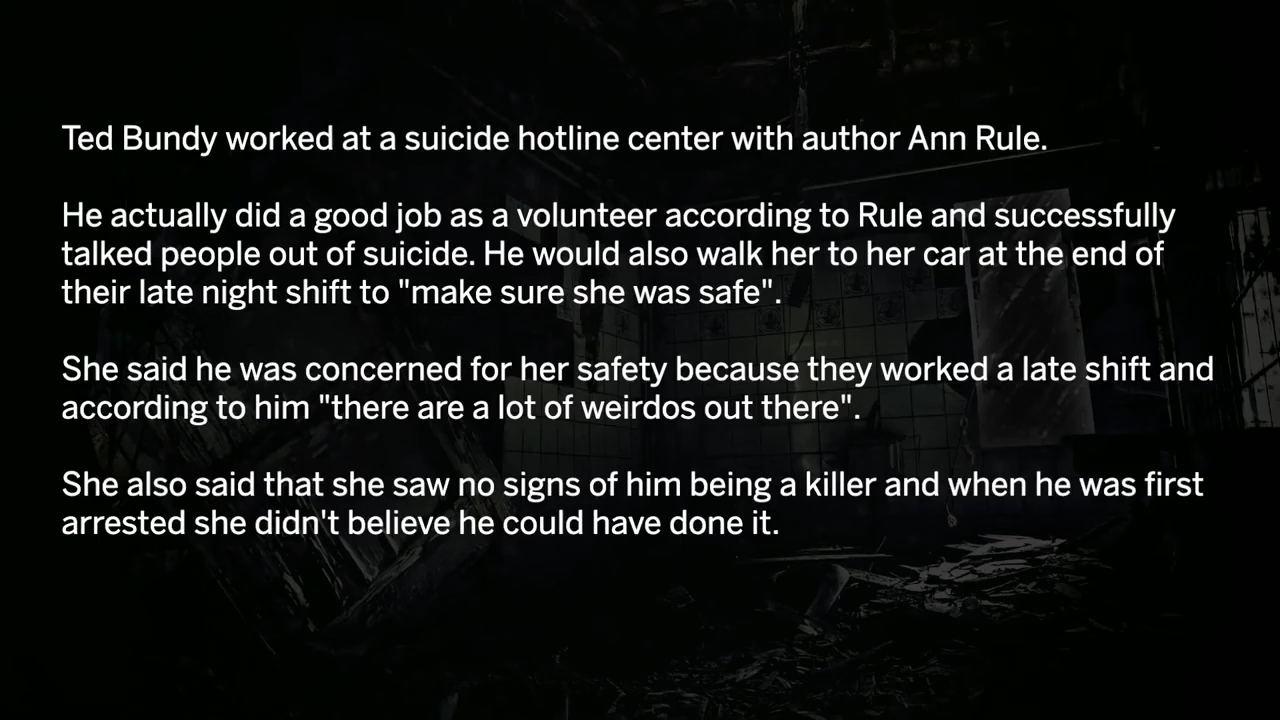 Ted Bundy worked at a suicide hotline center with author Ann Rule.
He actually did a good job as a volunteer according to Rule and successfully
talked people out of suicide. He would also walk her to her car at the end of
their late night shift to "make sure she was safe".
She said he was concerned for her safety because they worked a late shift and
according to him "there are a lot of weirdos out there".
She also said that she saw no signs of him being a killer and when he was first
arrested she didn't believe he could have done it.